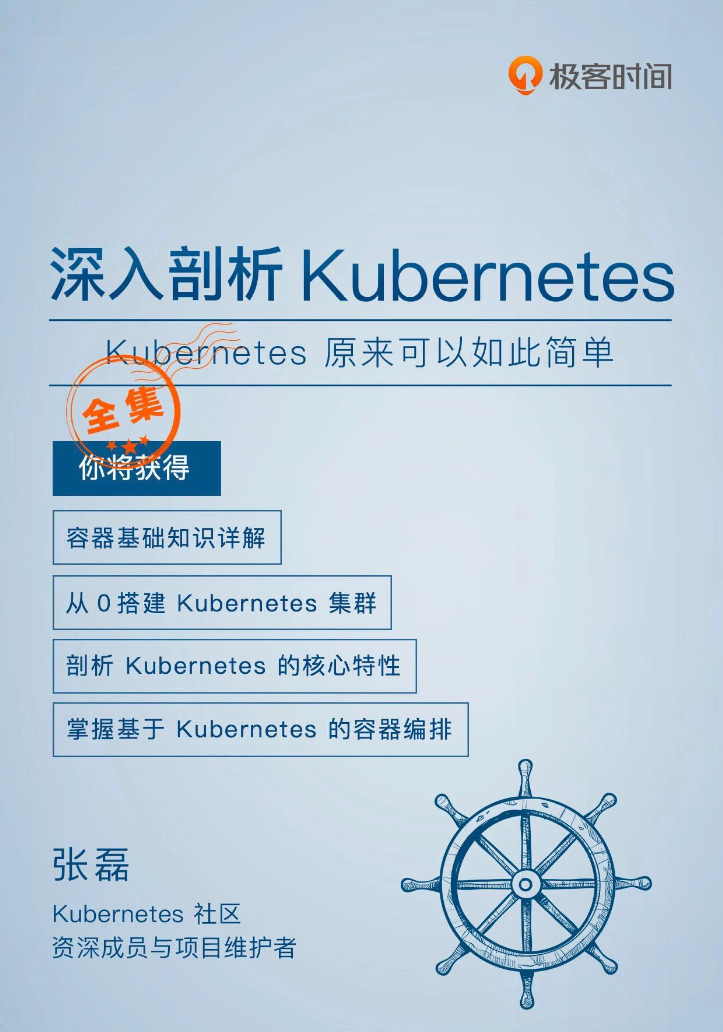 极客时间
深入剖析 Kubernetes
Kubernetes 原来可以如此简单
全集
你将获得
容器基础知识详解
从 0 搭建 Kubernetes 集群
剖析 Kubernetes 的核心特性
掌握基于 Kubernetes 的容器编排
张磊
Kubernetes 社区
资深成员与项目维护者